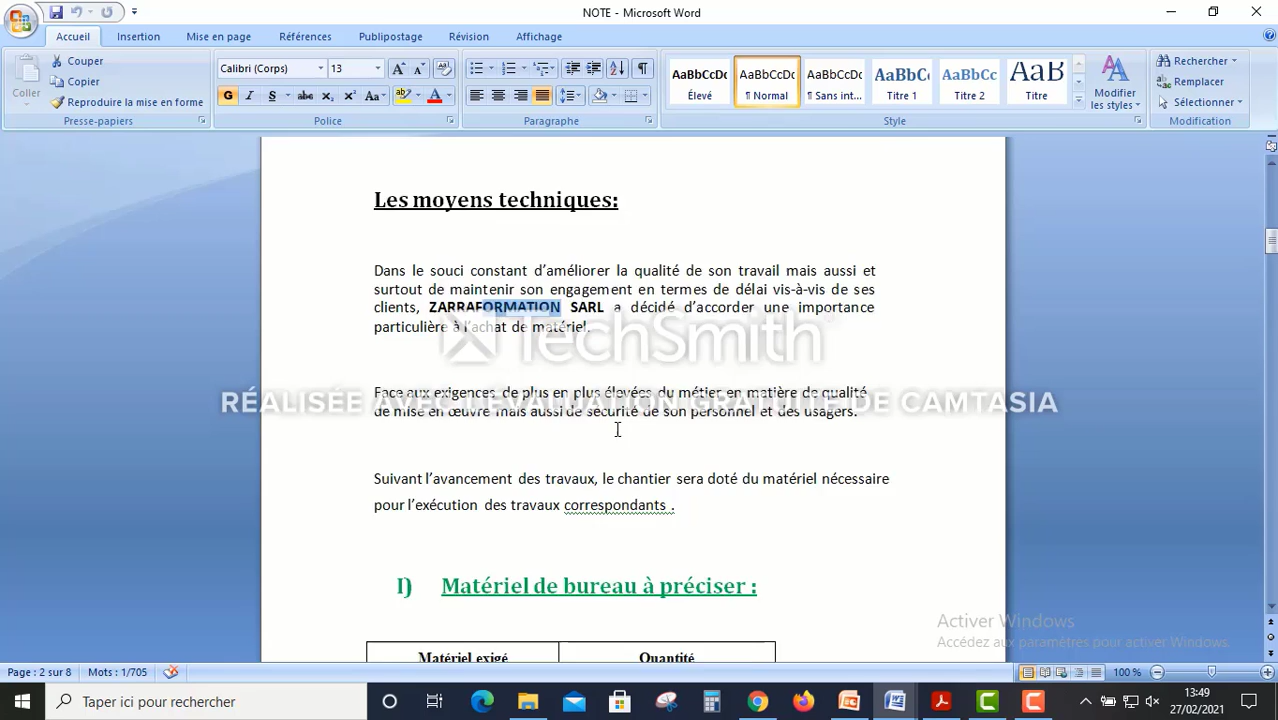 NOTE - Microsoft Word
Accueil Insertion Mise en page Références Publipostage Révision Affichage
Coller
Couper
Copier
Reproduire la mise en forme
Presse-papiers
Calibri (Corps) 13
G I S abc X₂ X² Aa
Police
Paragraphe
AaBbCcDc AaBbCcDc AaBbCcDc AaBbC AaBbCc AaB
Élevé ¶ Normal ¶ Sans int... Titre 1 Titre 2 Titre
Modifier les styles
Style
Rechercher
Remplacer
Sélectionner
Modification
Les moyens techniques:
Dans le souci constant d’améliorer la qualité de son travail mais aussi et
surtout de maintenir son engagement en termes de délai vis-à-vis de ses
clients, ZARRAFORMATION SARL a décidé d’accorder une importance
particulière à l’achat de matériel.
TechSmith
Face aux exigences de plus en plus élevées du métier en matière de qualité
RÉALISÉE AVEC L'ÉVALUATION GRATUITE DE CAMTASIA
de mise en œuvre mais aussi de sécurité de son personnel et des usagers.
Suivant l’avancement des travaux, le chantier sera doté du matériel nécessaire
pour l’exécution des travaux correspondants .
I) Matériel de bureau à préciser :
Matériel exigé Quantité
Activer Windows
Accédez aux paramètres pour activer Windows.
Page : 2 sur 8 Mots : 1/705 100 %
Taper ici pour rechercher
13:49
27/02/2021